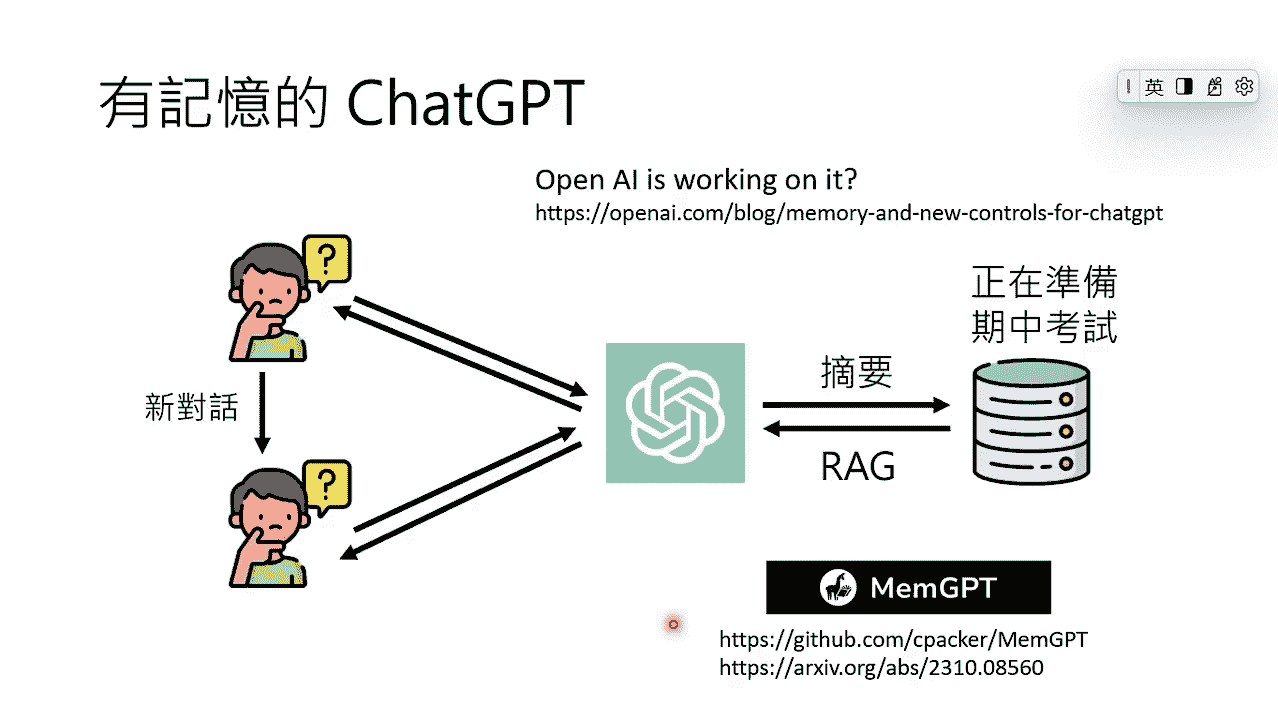 有記憶的 ChatGPT
英
Open AI is working on it?
https://openai.com/blog/memory-and-new-controls-for-chatgpt
?
正在準備
期中考試
摘要
新對話
RAG
?
MemGPT
https://github.com/cpacker/MemGPT
https://arxiv.org/abs/2310.08560